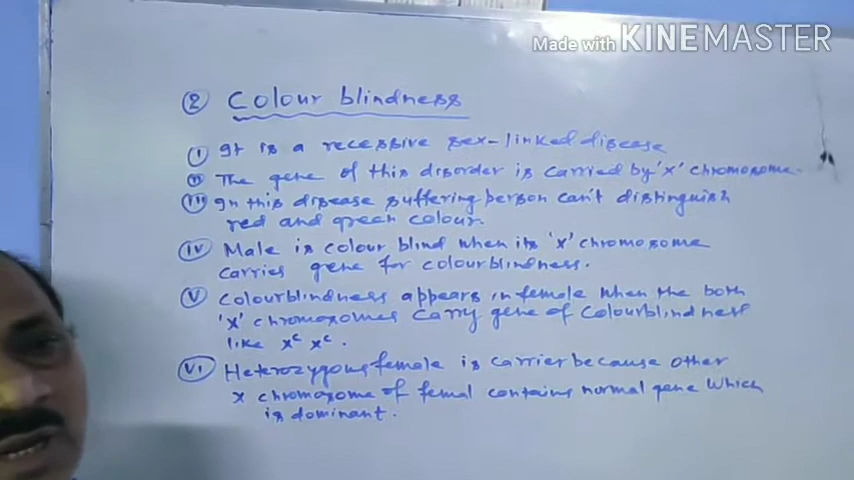 Made with KINEMASTER
(2) Colour blindness
(I) It is a recessive sex-linked disease
(II) The gene of this disorder is carried by 'X' chromosome.
(III) In this disease suffering person can't distinguish
red and green colour.
(IV) Male is colour blind when its 'X' chromosome
carries gene for colourblindness.
(V) Colourblindness appears in female when the both
'X' chromosomes carry gene of colourblindness
like Xᶜ Xᶜ.
(VI) Heterozygous female is carrier because other
X chromosome of femal contains normal gene which
is dominant.